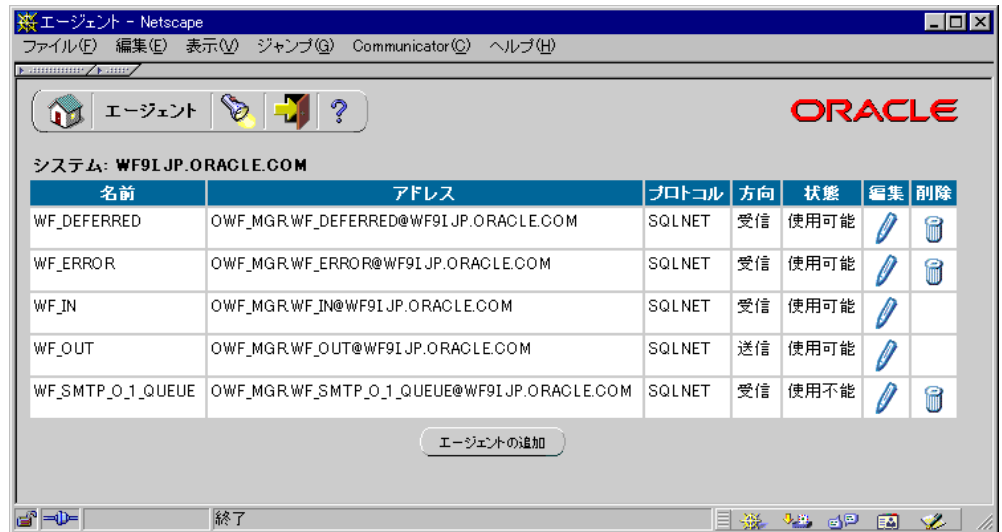 エージェント - Netscape
ファイル(F) 編集(E) 表示(V) ジャンプ(G) Communicator(C) ヘルプ(H)
エージェント ?
ORACLE
システム: WF9IJP.ORACLE.COM
名前 アドレス プロトコル 方向 状態 編集 削除
WF_DEFERRED OWF_MGR.WF_DEFERRED@WF9IJP.ORACLE.COM SQLNET 受信 使用可能
WF_ERROR OWF_MGR.WF_ERROR@WF9IJP.ORACLE.COM SQLNET 受信 使用可能
WF_IN OWF_MGR.WF_IN@WF9IJP.ORACLE.COM SQLNET 受信 使用可能
WF_OUT OWF_MGR.WF_OUT@WF9IJP.ORACLE.COM SQLNET 送信 使用可能
WF_SMTP_O_1_QUEUE OWF_MGR.WF_SMTP_O_1_QUEUE@WF9IJP.ORACLE.COM SQLNET 受信 使用不能
エージェントの追加
終了